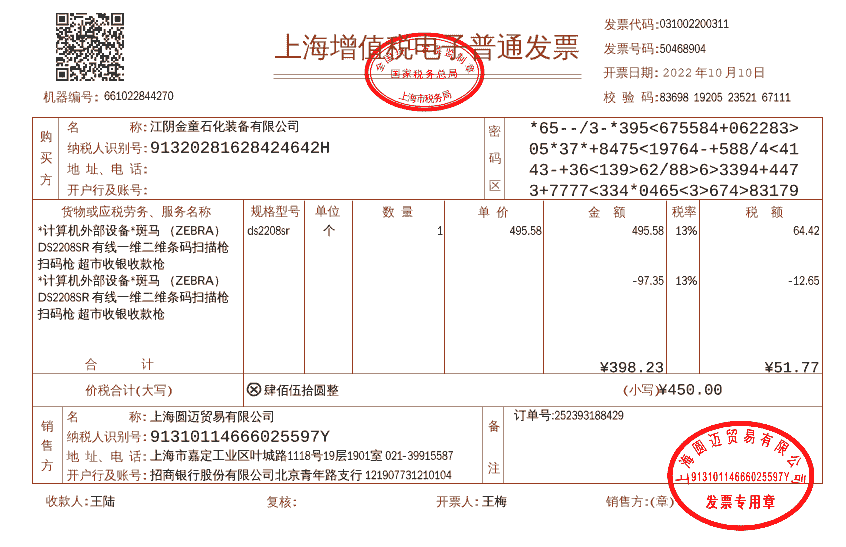 上海增值税电子普通发票
全国统一发票监制章
国家税务总局
上海市税务局
机器编号: 661022844270
发票代码:031002200311
发票号码:50468904
开票日期: 2022 年10 月10日
校 验 码:83698 19205 23521 67111
购买方
名 称:江阴金童石化装备有限公司
纳税人识别号:91320281628424642H
地 址、电 话:
开户行及账号:
密码区
*65--/3-*395<675584+062283>
05*37*+8475<19764-+588/4<41
43-+36<139>62/88>6>3394+447
3+7777<334*0465<3>674>83179
货物或应税劳务、服务名称 规格型号 单位 数 量 单 价 金 额 税率 税 额
*计算机外部设备*斑马 （ZEBRA） ds2208sr 个 1 495.58 495.58 13% 64.42
DS2208SR 有线一维二维条码扫描枪
扫码枪 超市收银收款枪
*计算机外部设备*斑马 （ZEBRA） -97.35 13% -12.65
DS2208SR 有线一维二维条码扫描枪
扫码枪 超市收银收款枪
合 计 ¥398.23 ¥51.77
价税合计(大写) ⊗肆佰伍拾圆整 (小写)¥450.00
销售方
名 称:上海圆迈贸易有限公司
纳税人识别号:91310114666025597Y
地 址、电 话:上海市嘉定工业区叶城路1118号19层1901室 021-39915587
开户行及账号:招商银行股份有限公司北京青年路支行 121907731210104
备注
订单号:252393188429
上海圆迈贸易有限公司
91310114666025597Y
发票专用章
收款人:王陆 复核: 开票人:王梅 销售方:(章)